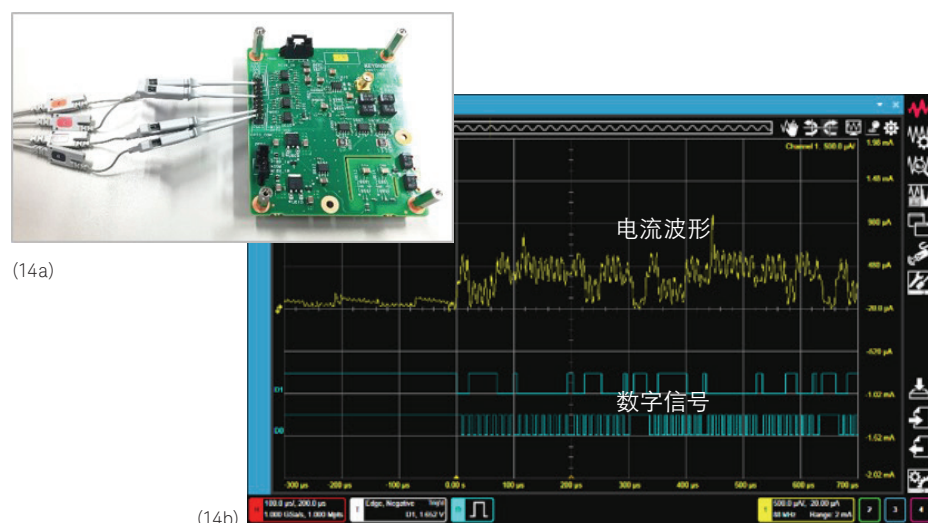 (14a)
Channel 1: 500.0 µA/
1.98 mA
1.48 mA
980 µA
电流波形
480 µA
-20.0 µA
-520 µA
D1
-1.02 mA
数字信号
D0
-1.52 mA
-2.02 mA
-300 µs -200 µs -100 µs 0.00 s 100 µs 200 µs 300 µs 400 µs 500 µs 600 µs 700 µs
H 100.0 µs/, 200.0 µs T Edge, Negative D 1 500.0 µA/, 20.00 µA 2 3 4
1.000 GSa/s, 1.000 Mpts D1, 1.652 V Range: 2 mA
(14b)